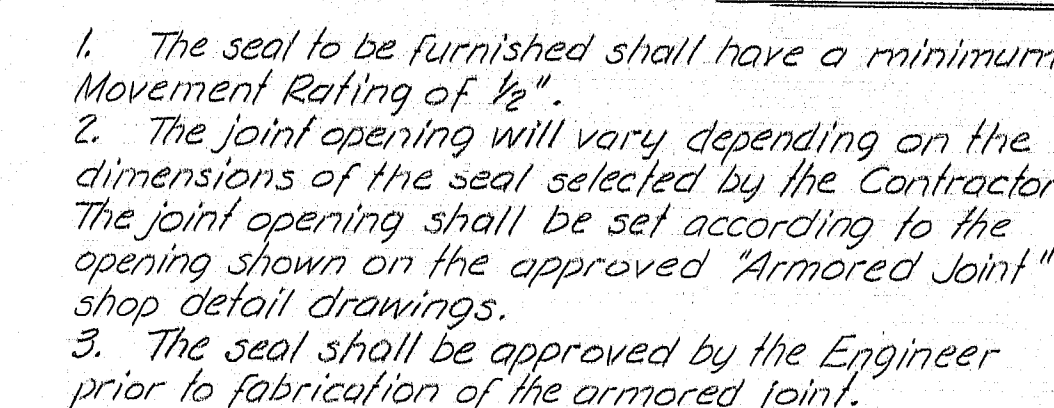 1. The seal to be furnished shall have a minimum
Movement Rating of 1/2".
2. The joint opening will vary depending on the
dimensions of the seal selected by the Contractor
The joint opening shall be set according to the
opening shown on the approved "Armored Joint"
shop detail drawings.
3. The seal shall be approved by the Engineer
prior to fabrication of the armored joint.